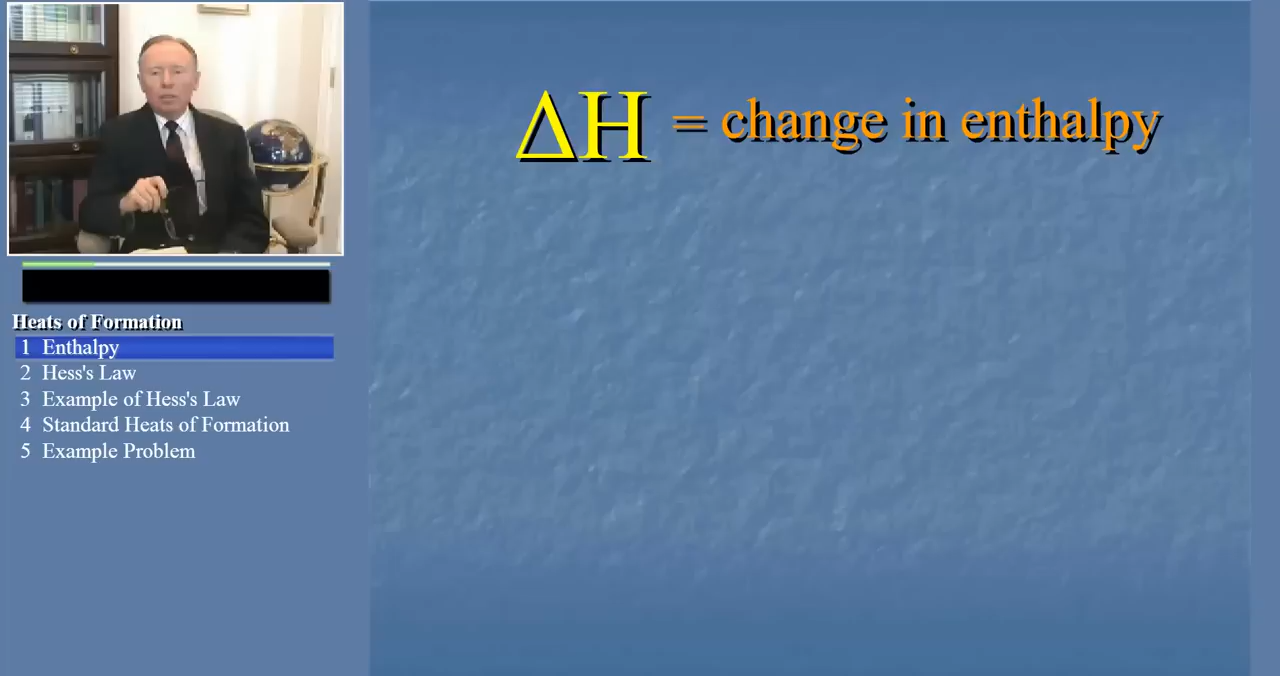 ΔH = change in enthalpy
Heats of Formation
1 Enthalpy
2 Hess's Law
3 Example of Hess's Law
4 Standard Heats of Formation
5 Example Problem